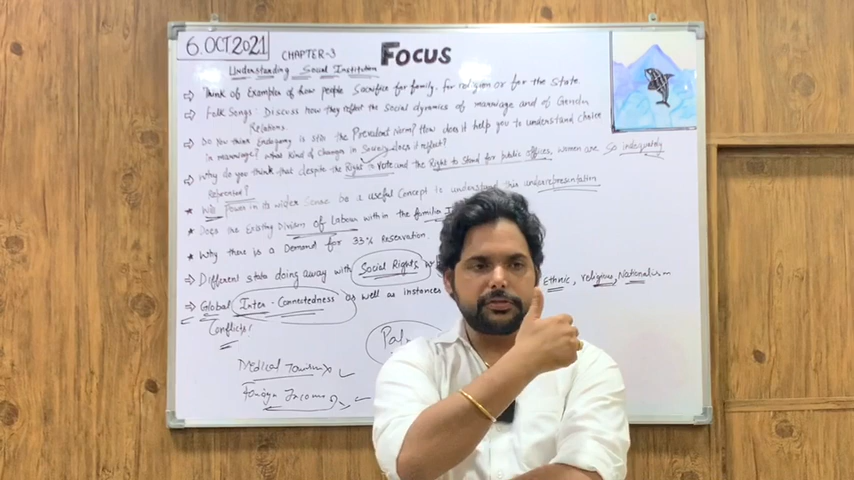 6.OCT2021
CHAPTER-3
FOCUS
Understanding Social Institution
⇒ Think of Examples of how people Sacrifice for family. For religion or for the State
⇒ Folk Songs: Discuss how they reflect the Social dynamics of marriage and of Gender
Relations.
⇒ Do you think Endogamy is still the Prevalent Norm? How does it help you to understand choice
in marriage? What kind of changes in Society does it reflect?
⇒ Why do you think that despite the Right to vote and the Right to Stand for Public offices, women are So
★ Will Power in its wider Sense be a useful Concept to understand this underrepresentation
★ Does the Existing Division of Labour within the
★ Why there is a Demand for 33% Reservation
⇒ Different state doing away with Social Rights
⇒ Global Inter-Connectedness as well as instances Ethnic, religious, Nationalism
Conflicts!
Medical Tourism
Foreign Income